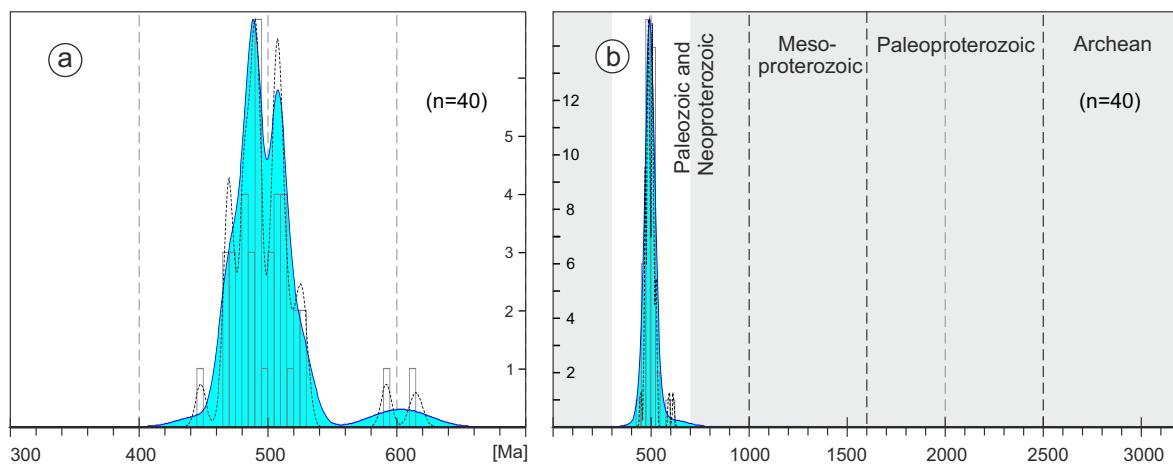 a
(n=40)
5
4
3
2
1
300
400
500
600
[Ma]
b
Paleozoic and
Neoproterozoic
Meso-
proterozoic
Paleoproterozoic
Archean
(n=40)
12
10
8
6
4
2
500
1000
1500
2000
2500
3000